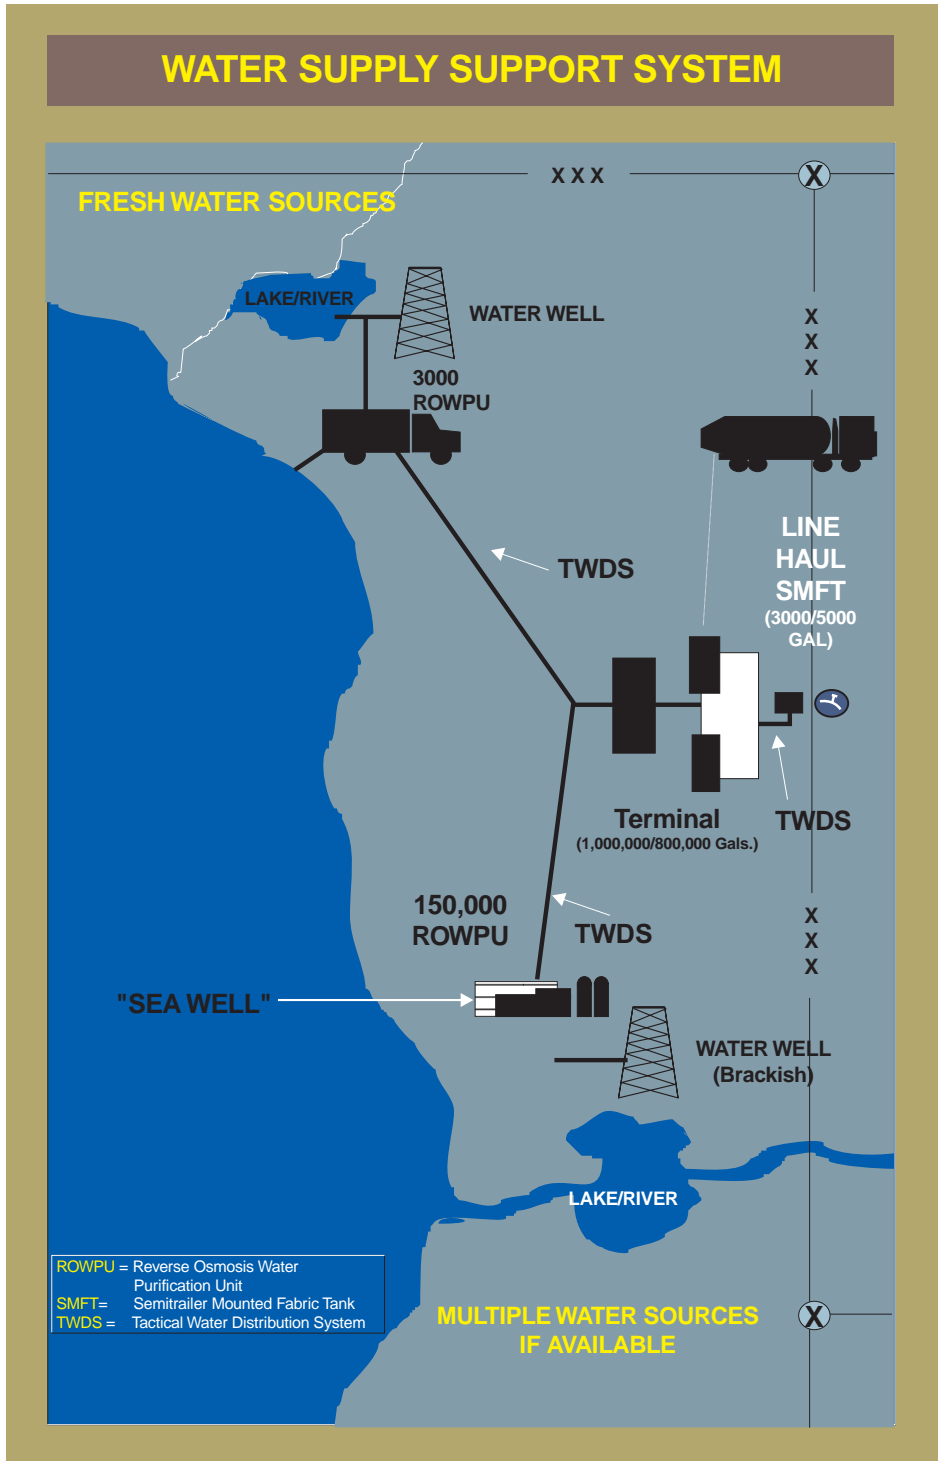 WATER SUPPLY SUPPORT SYSTEM
X X X
X
FRESH WATER SOURCES
LAKE/RIVER
WATER WELL
X
X
X
3000
ROWPU
LINE
HAUL
SMFT
(3000/5000
GAL)
TWDS
Terminal
(1,000,000/800,000 Gals.)
TWDS
150,000
ROWPU
TWDS
X
X
X
"SEA WELL"
WATER WELL
(Brackish)
LAKE/RIVER
ROWPU = Reverse Osmosis Water
Purification Unit
SMFT= Semitrailer Mounted Fabric Tank
TWDS = Tactical Water Distribution System
MULTIPLE WATER SOURCES
IF AVAILABLE
X